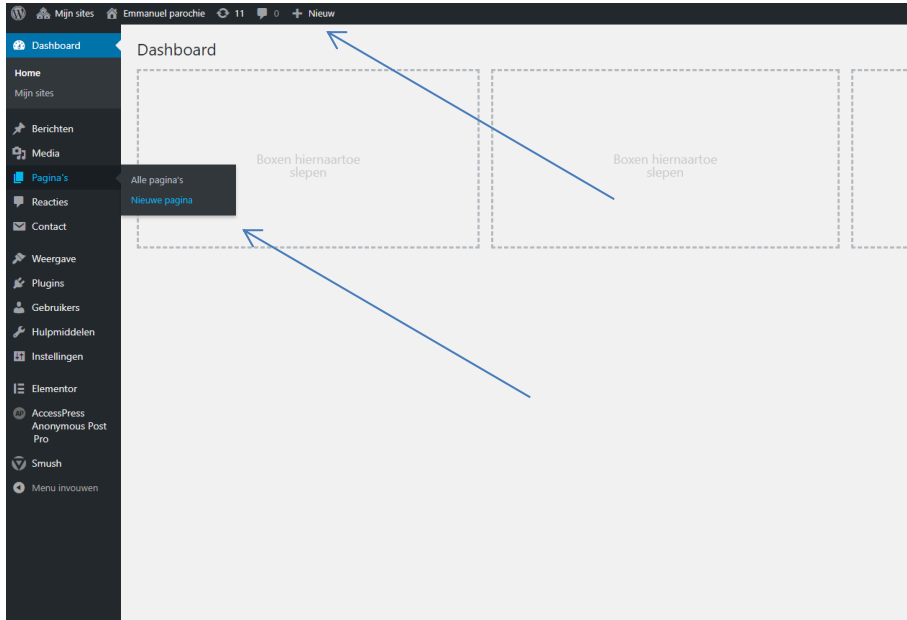 Mijn sites Emmanuel parochie 11 0 + Nieuw
Dashboard
Home
Mijn sites
Berichten
Media
Pagina's
Alle pagina's
Nieuwe pagina
Reacties
Contact
Weergave
Plugins
Gebruikers
Hulpmiddelen
Instellingen
Elementor
AP
AccessPress
Anonymous Post
Pro
Smush
Menu invouwen
Dashboard
Boxen hiernaartoe
slepen
Boxen hiernaartoe
slepen